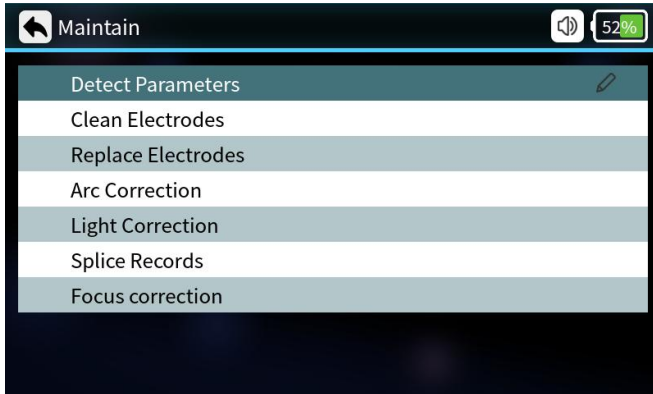 Maintain 52%
Detect Parameters
Clean Electrodes
Replace Electrodes
Arc Correction
Light Correction
Splice Records
Focus correction